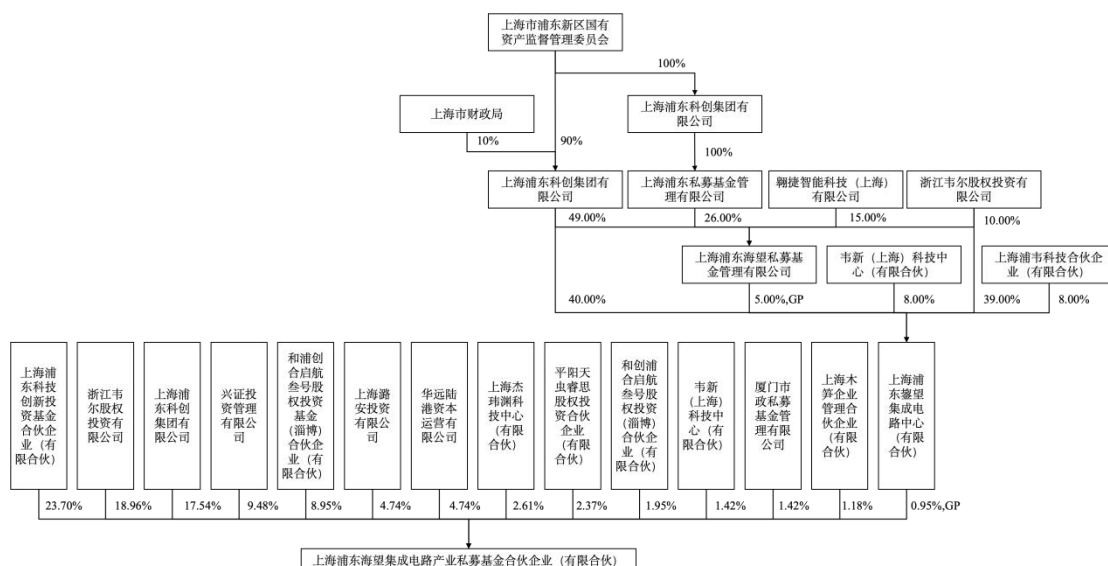 上海市浦东新区国有
资产监督管理委员会
100%
上海市财政局
上海浦东科创集团有
限公司
10%
90%
100%
上海浦东科创集团有
限公司
上海浦东私募基金管
理有限公司
翱捷智能科技（上海）
有限公司
浙江韦尔股权投资有
限公司
49.00%
26.00%
15.00%
10.00%
上海浦东海望私募基
金管理有限公司
韦新（上海）科技中
心（有限合伙）
上海浦韦科技合伙企
业（有限合伙）
40.00%
5.00%,GP
8.00%
39.00%
8.00%
上海浦
东科技
创新投
资基金
合伙企
业（有
限合伙）
浙江韦
尔股权
投资有
限公司
上海浦
东科创
集团有
限公司
兴证投
资管理
有限公
司
和浦创
合启航
叁号股
权投资
基金
（淄博）
合伙企
业（有
限合伙）
上海潞
安投资
有限公
司
华远陆
港资本
运营有
限公司
上海杰
玮渊科
技中心
（有限
合伙）
平阳天
虫睿思
股权投
资合伙
企业
（有限
合伙）
和创浦
合启航
叁号股
权投资
（淄博）
合伙企
业（有
限合伙）
韦新
（上海）
科技中
心（有
限合伙）
厦门市
政私募
基金管
理有限
公司
上海木
笋企业
管理合
伙企业
（有限
合伙）
上海浦
东
望
集成电
路中心
（有限
合伙）
23.70%
18.96%
17.54%
9.48%
8.95%
4.74%
4.74%
2.61%
2.37%
1.95%
1.42%
1.42%
1.18%
0.95%,GP
上海浦东海望集成电路产业私募基金合伙企业（有限合伙）